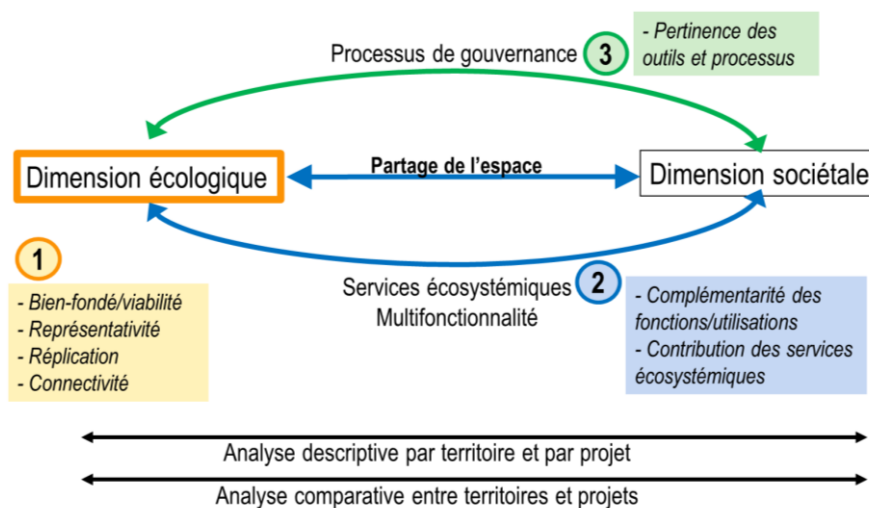 Processus de gouvernance
3
- Pertinence des
outils et processus
Dimension écologique
Partage de l'espace
Dimension sociétale
1
- Bien-fondé/viabilité
- Représentativité
- Réplication
- Connectivité
Services écosystémiques
Multifonctionnalité
2
- Complémentarité des
fonctions/utilisations
- Contribution des services
écosystémiques
Analyse descriptive par territoire et par projet
Analyse comparative entre territoires et projets